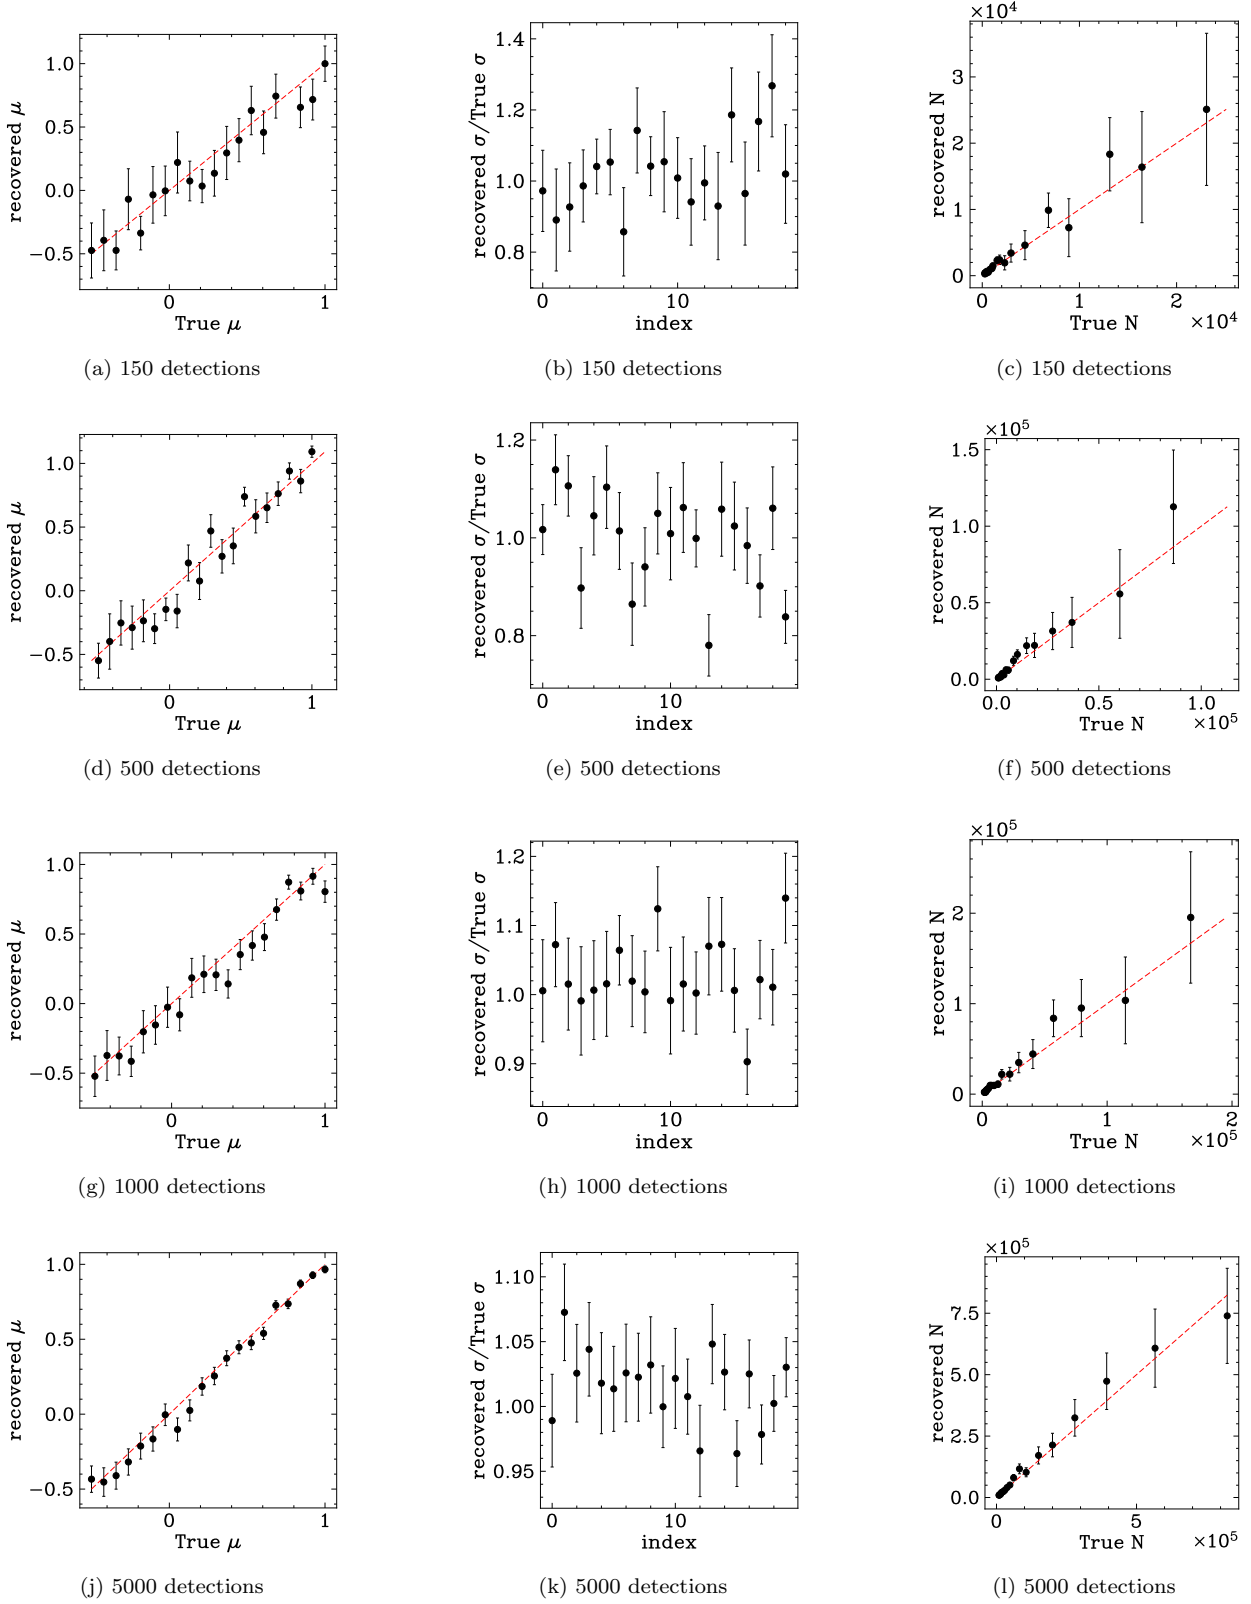 1.0
0.5
0.0
−0.5
recovered μ
0
1
True μ
(a) 150 detections
1.4
1.2
1.0
0.8
recovered σ/True σ
0
10
index
(b) 150 detections
×10⁴
3
2
1
0
recovered N
0
1
2
True N
×10⁴
(c) 150 detections
1.0
0.5
0.0
−0.5
recovered μ
0
1
True μ
(d) 500 detections
1.2
1.0
0.8
recovered σ/True σ
0
10
index
(e) 500 detections
×10⁵
1.5
1.0
0.5
0.0
recovered N
0.0
0.5
1.0
True N
×10⁵
(f) 500 detections
1.0
0.5
0.0
−0.5
recovered μ
0
1
True μ
(g) 1000 detections
1.2
1.1
1.0
0.9
recovered σ/True σ
0
10
index
(h) 1000 detections
×10⁵
2
1
0
recovered N
0
1
2
True N
×10⁵
(i) 1000 detections
1.0
0.5
0.0
−0.5
recovered μ
0
1
True μ
(j) 5000 detections
1.10
1.05
1.00
0.95
recovered σ/True σ
0
10
index
(k) 5000 detections
×10⁵
7.5
5.0
2.5
0.0
recovered N
0
5
True N
×10⁵
(l) 5000 detections